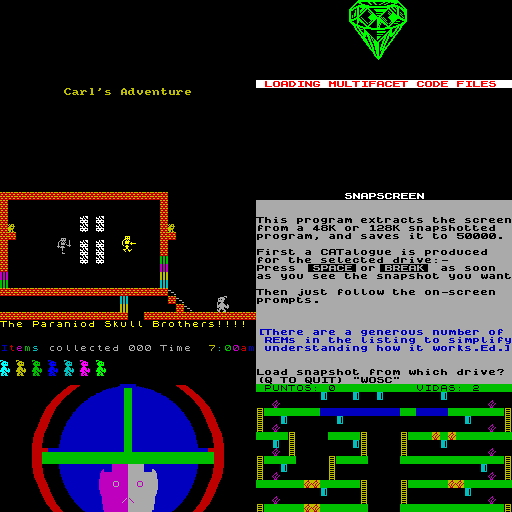 Carl's Adventure
LOADING MULTIFACET CODE FILES
The Paraniod Skull Brothers!!!!
Items collected 000 Time 7:00am
SNAPSCREEN
This program extracts the screen
from a 48K or 128K snapshotted
program, and saves it to 50000.
First a CATalogue is produced
for the selected drive:-
Press SPACE or BREAK as soon
as you see the snapshot you want
Then just follow the on-screen
prompts.
[There are a generous number of
REMs in the listing to simplify
understanding how it works.Ed.]
Load snapshot from which drive?
(Q TO QUIT) "WOSC"
PUNTOS: 0 VIDAS: 2